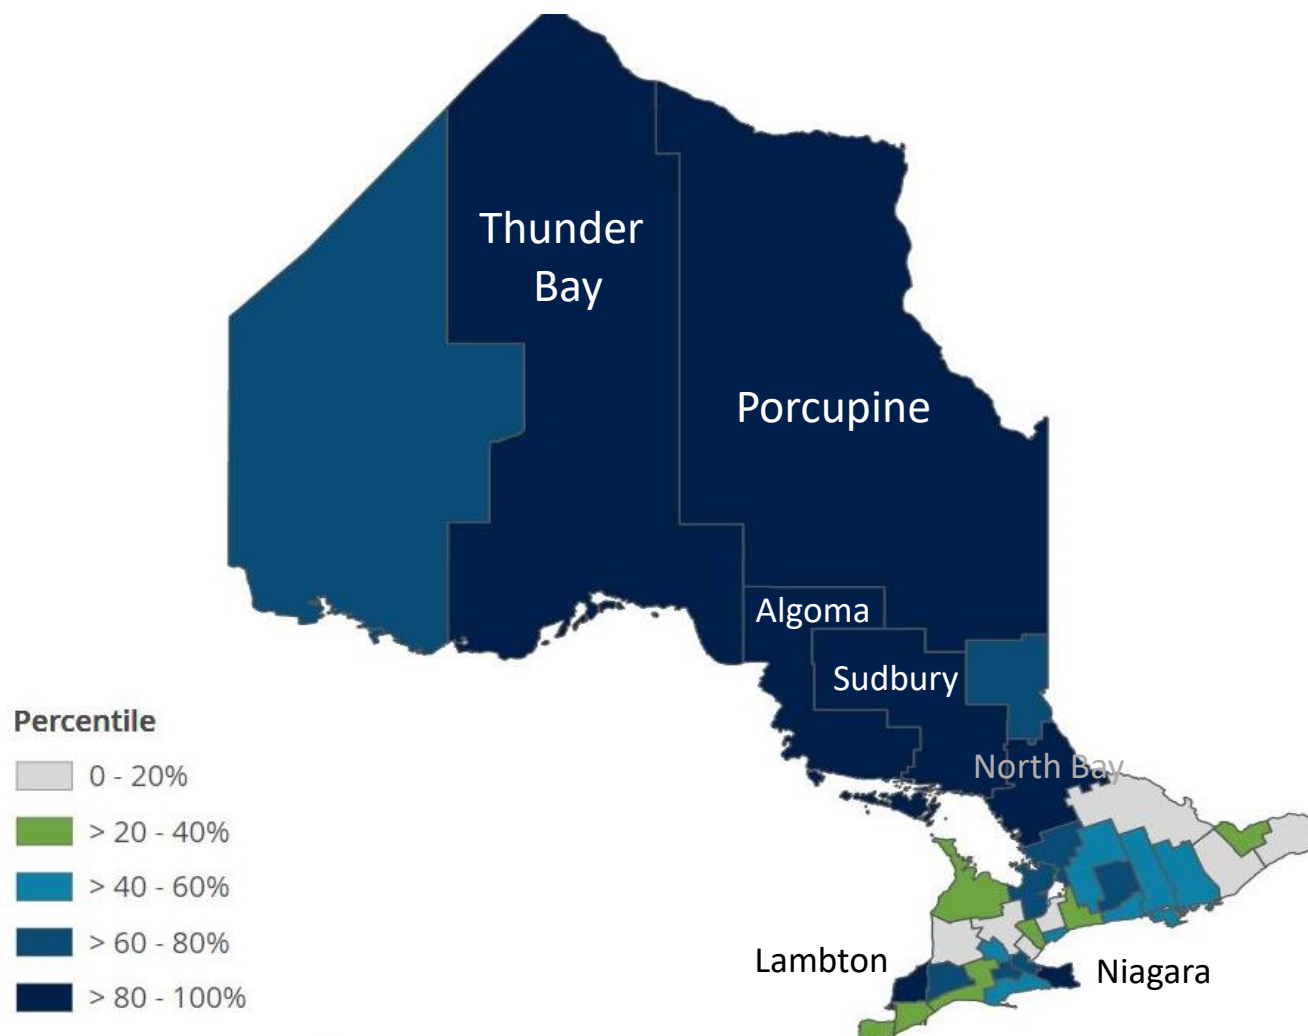 Thunder
Bay
Porcupine
Algoma
Sudbury
North Bay
Lambton
Niagara
Percentile
0 - 20%
> 20 - 40%
> 40 - 60%
> 60 - 80%
> 80 - 100%